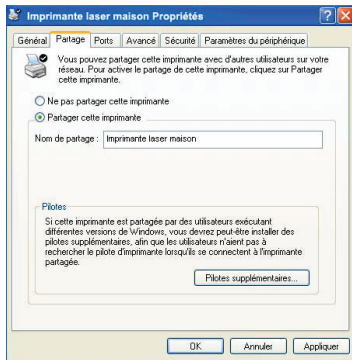 Imprimante laser maison Propriétés
Général Partage Ports Avancé Sécurité Paramètres du périphérique
Vous pouvez partager cette imprimante avec d'autres utilisateurs sur votre
réseau. Pour activer le partage de cette imprimante, cliquez sur Partager
cette imprimante.
Ne pas partager cette imprimante
Partager cette imprimante
Nom de partage : Imprimante laser maison
Pilotes
Si cette imprimante est partagée par des utilisateurs exécutant
différentes versions de Windows, vous devrez peut-être installer des
pilotes supplémentaires, afin que les utilisateurs n'aient pas à
rechercher le pilote d'imprimante lorsqu'ils se connectent à l'imprimante
partagée.
Pilotes supplémentaires...
OK Annuler Appliquer